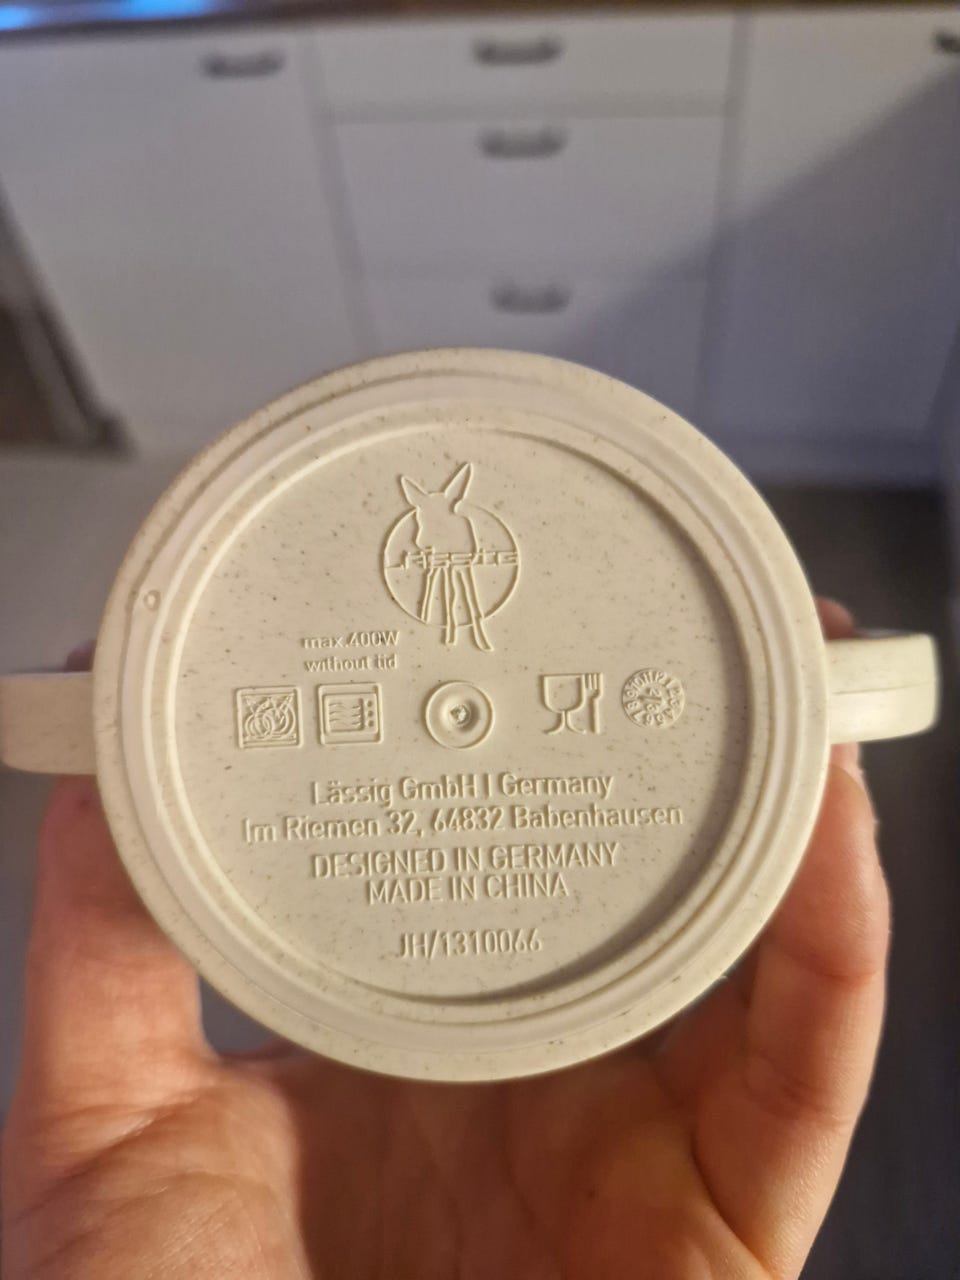 LÄSSIG
max.400W
without lid
Lässig GmbH | Germany
Im Riemen 32, 64832 Babenhausen
DESIGNED IN GERMANY
MADE IN CHINA
JH/1310066